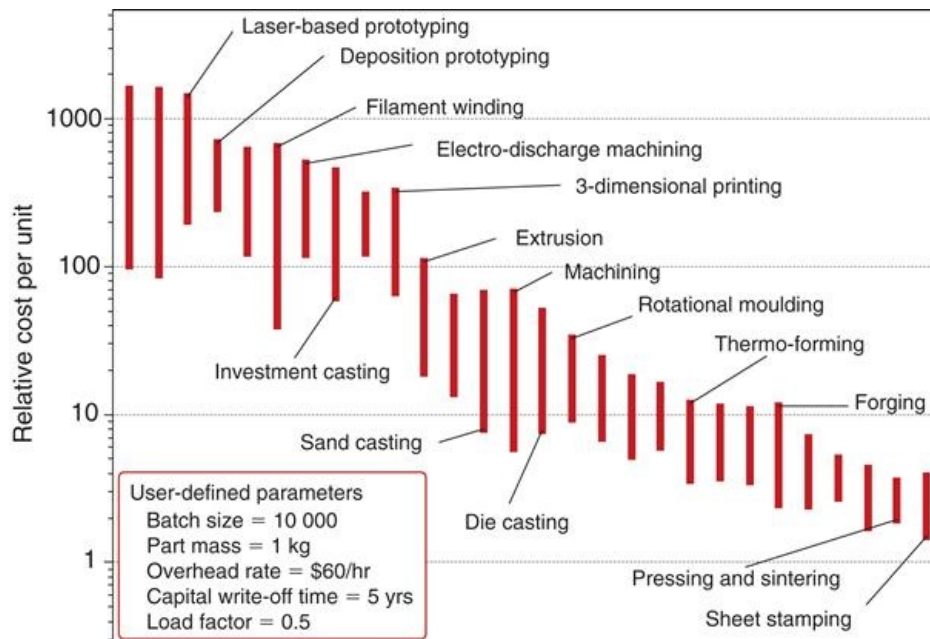 Laser-based prototyping
Deposition prototyping
1000
Filament winding
Electro-discharge machining
3-dimensional printing
Extrusion
100
Machining
Rotational moulding
Relative cost per unit
Thermo-forming
Investment casting
10
Forging
Sand casting
User-defined parameters
Batch size = 10 000
Part mass = 1 kg
Overhead rate = $60/hr
Capital write-off time = 5 yrs
Load factor = 0.5
Die casting
1
Pressing and sintering
Sheet stamping